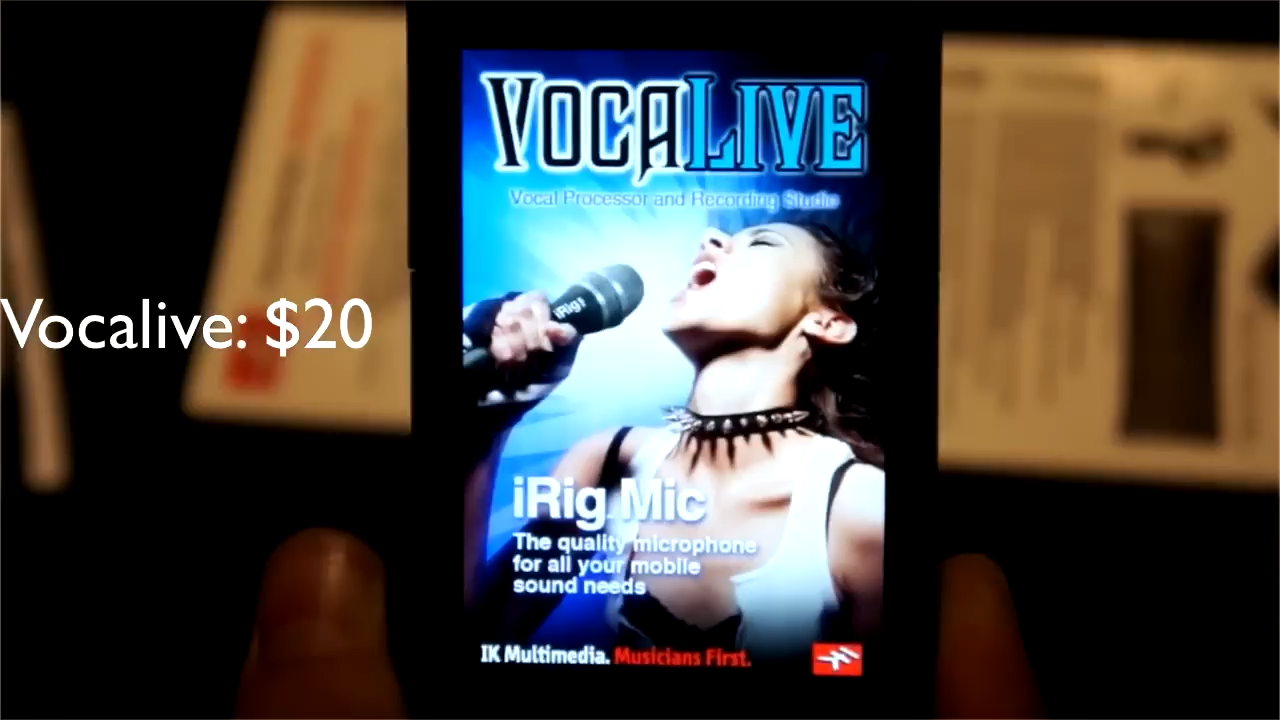 VOCALIVE
Vocal Processor and Recording Studio
iRig
Vocalive: $20
iRig Mic
The quality microphone
for all your mobile
sound needs
IK Multimedia. Musicians First.